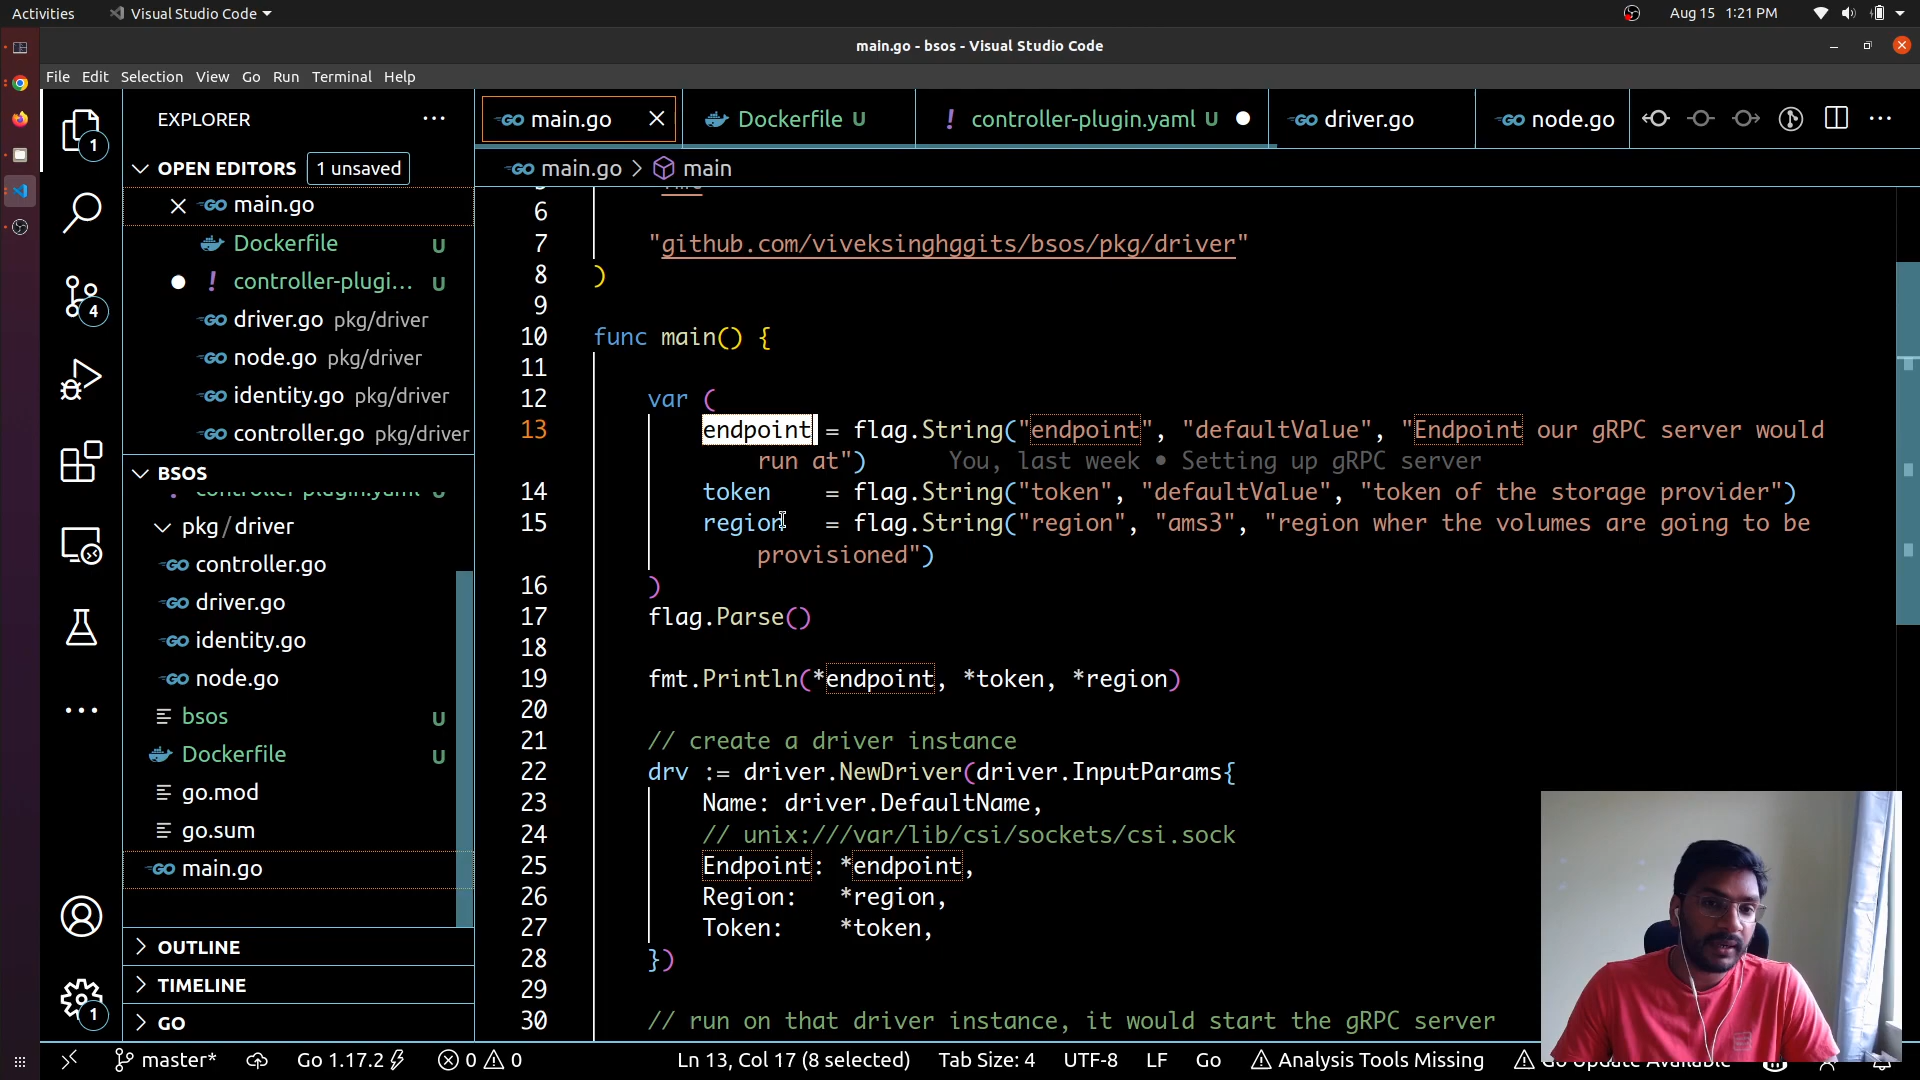 Activities
Visual Studio Code
Aug 15 1:21 PM
main.go - bsos - Visual Studio Code
File Edit Selection View Go Run Terminal Help
EXPLORER
1
OPEN EDITORS 1 unsaved
main.go
Dockerfile U
controller-plugi... U
driver.go pkg/driver
node.go pkg/driver
identity.go pkg/driver
controller.go pkg/driver
BSOS
controller-plugin.yaml U
pkg/driver
controller.go
driver.go
identity.go
node.go
bsos U
Dockerfile U
go.mod
go.sum
main.go
OUTLINE
TIMELINE
GO
4
1
main.go
Dockerfile U
controller-plugin.yaml U
driver.go
node.go
main.go > main
6
7 "github.com/viveksinghggits/bsos/pkg/driver"
8 )
9
10 func main() {
11
12 var (
13 endpoint = flag.String("endpoint", "defaultValue", "Endpoint our gRPC server would
run at") You, last week • Setting up gRPC server
14 token = flag.String("token", "defaultValue", "token of the storage provider")
15 region = flag.String("region", "ams3", "region wher the volumes are going to be
provisioned")
16 )
17 flag.Parse()
18
19 fmt.Println(*endpoint, *token, *region)
20
21 // create a driver instance
22 drv := driver.NewDriver(driver.InputParams{
23 Name: driver.DefaultName,
24 // unix:///var/lib/csi/sockets/csi.sock
25 Endpoint: *endpoint,
26 Region: *region,
27 Token: *token,
28 })
29
30 // run on that driver instance, it would start the gRPC server
master* Go 1.17.2 0 0 Ln 13, Col 17 (8 selected) Tab Size: 4 UTF-8 LF Go Analysis Tools Missing Go Update Available